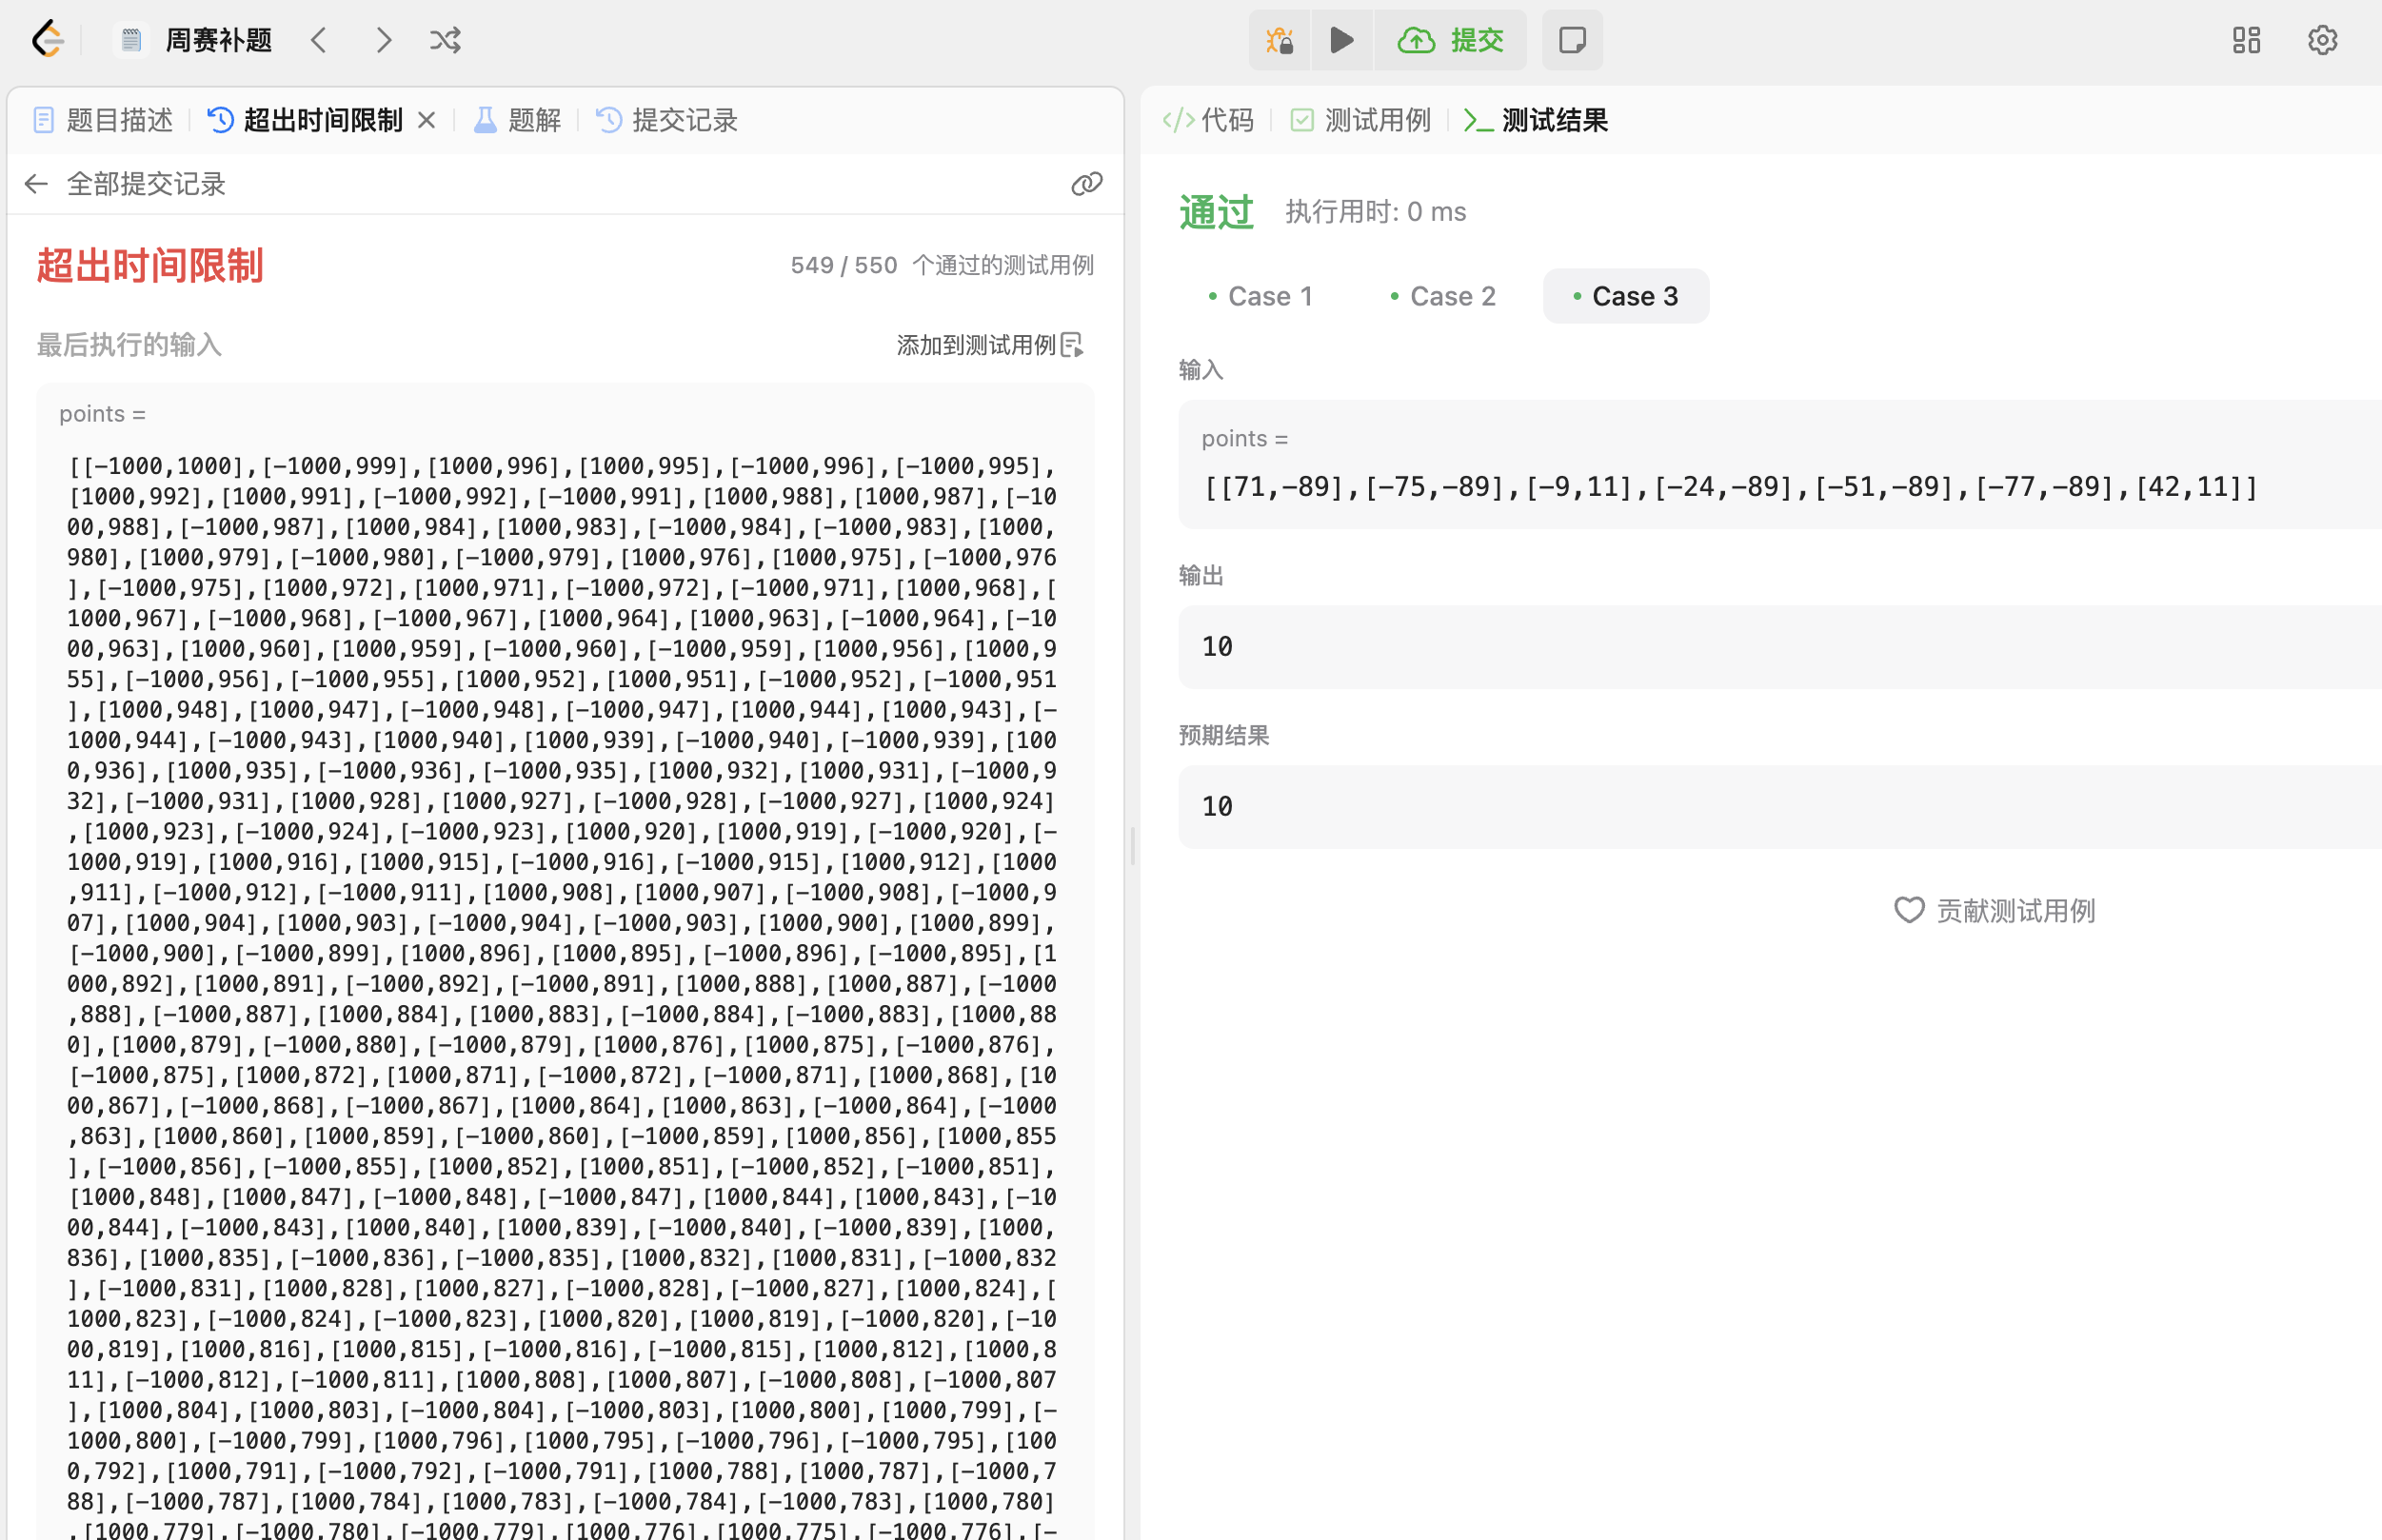 周赛补题
提交
题目描述
超出时间限制
题解
提交记录
全部提交记录
超出时间限制
549 / 550 个通过的测试用例
最后执行的输入
添加到测试用例
points =
[[-1000,1000],[-1000,999],[1000,996],[1000,995],[-1000,996],[-1000,995],
[1000,992],[1000,991],[-1000,992],[-1000,991],[1000,988],[1000,987],[-10
00,988],[-1000,987],[1000,984],[1000,983],[-1000,984],[-1000,983],[1000,
980],[1000,979],[-1000,980],[-1000,979],[1000,976],[1000,975],[-1000,976
],[-1000,975],[1000,972],[1000,971],[-1000,972],[-1000,971],[1000,968],[
1000,967],[-1000,968],[-1000,967],[1000,964],[1000,963],[-1000,964],[-10
00,963],[1000,960],[1000,959],[-1000,960],[-1000,959],[1000,956],[1000,9
55],[-1000,956],[-1000,955],[1000,952],[1000,951],[-1000,952],[-1000,951
],[1000,948],[1000,947],[-1000,948],[-1000,947],[1000,944],[1000,943],[-
1000,944],[-1000,943],[1000,940],[1000,939],[-1000,940],[-1000,939],[100
0,936],[1000,935],[-1000,936],[-1000,935],[1000,932],[1000,931],[-1000,9
32],[-1000,931],[1000,928],[1000,927],[-1000,928],[-1000,927],[1000,924]
,[1000,923],[-1000,924],[-1000,923],[1000,920],[1000,919],[-1000,920],[-
1000,919],[1000,916],[1000,915],[-1000,916],[-1000,915],[1000,912],[1000
,911],[-1000,912],[-1000,911],[1000,908],[1000,907],[-1000,908],[-1000,9
07],[1000,904],[1000,903],[-1000,904],[-1000,903],[1000,900],[1000,899],
[-1000,900],[-1000,899],[1000,896],[1000,895],[-1000,896],[-1000,895],[1
000,892],[1000,891],[-1000,892],[-1000,891],[1000,888],[1000,887],[-1000
,888],[-1000,887],[1000,884],[1000,883],[-1000,884],[-1000,883],[1000,88
0],[1000,879],[-1000,880],[-1000,879],[1000,876],[1000,875],[-1000,876],
[-1000,875],[1000,872],[1000,871],[-1000,872],[-1000,871],[1000,868],[10
00,867],[-1000,868],[-1000,867],[1000,864],[1000,863],[-1000,864],[-1000
,863],[1000,860],[1000,859],[-1000,860],[-1000,859],[1000,856],[1000,855
],[-1000,856],[-1000,855],[1000,852],[1000,851],[-1000,852],[-1000,851],
[1000,848],[1000,847],[-1000,848],[-1000,847],[1000,844],[1000,843],[-10
00,844],[-1000,843],[1000,840],[1000,839],[-1000,840],[-1000,839],[1000,
836],[1000,835],[-1000,836],[-1000,835],[1000,832],[1000,831],[-1000,832
],[-1000,831],[1000,828],[1000,827],[-1000,828],[-1000,827],[1000,824],[
1000,823],[-1000,824],[-1000,823],[1000,820],[1000,819],[-1000,820],[-10
00,819],[1000,816],[1000,815],[-1000,816],[-1000,815],[1000,812],[1000,8
11],[-1000,812],[-1000,811],[1000,808],[1000,807],[-1000,808],[-1000,807
],[1000,804],[1000,803],[-1000,804],[-1000,803],[1000,800],[1000,799],[-
1000,800],[-1000,799],[1000,796],[1000,795],[-1000,796],[-1000,795],[100
0,792],[1000,791],[-1000,792],[-1000,791],[1000,788],[1000,787],[-1000,7
88],[-1000,787],[1000,784],[1000,783],[-1000,784],[-1000,783],[1000,780]
,[1000,779],[-1000,780],[-1000,779],[1000,776],[1000,775],[-1000,776],[-
代码
测试用例
测试结果
通过
执行用时: 0 ms
Case 1
Case 2
Case 3
输入
points =
[[71,-89],[-75,-89],[-9,11],[-24,-89],[-51,-89],[-77,-89],[42,11]]
输出
10
预期结果
10
贡献测试用例